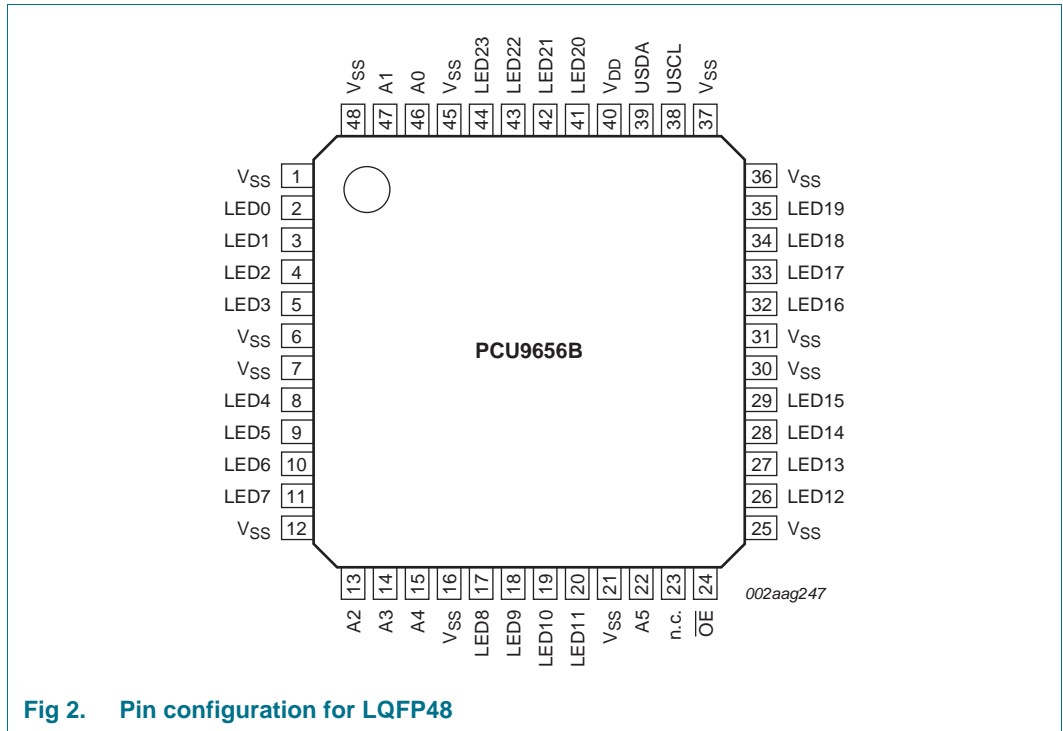 VSS
A1
A0
VSS
LED23
LED22
LED21
LED20
VDD
USDA
USCL
VSS
48
47
46
45
44
43
42
41
40
39
38
37
VSS 1
LED0 2
LED1 3
LED2 4
LED3 5
VSS 6
VSS 7
LED4 8
LED5 9
LED6 10
LED7 11
VSS 12
PCU9656B
36 VSS
35 LED19
34 LED18
33 LED17
32 LED16
31 VSS
30 VSS
29 LED15
28 LED14
27 LED13
26 LED12
25 VSS
13
14
15
16
17
18
19
20
21
22
23
24
A2
A3
A4
VSS
LED8
LED9
LED10
LED11
VSS
A5
n.c.
O̅E̅
002aag247
Fig 2. Pin configuration for LQFP48